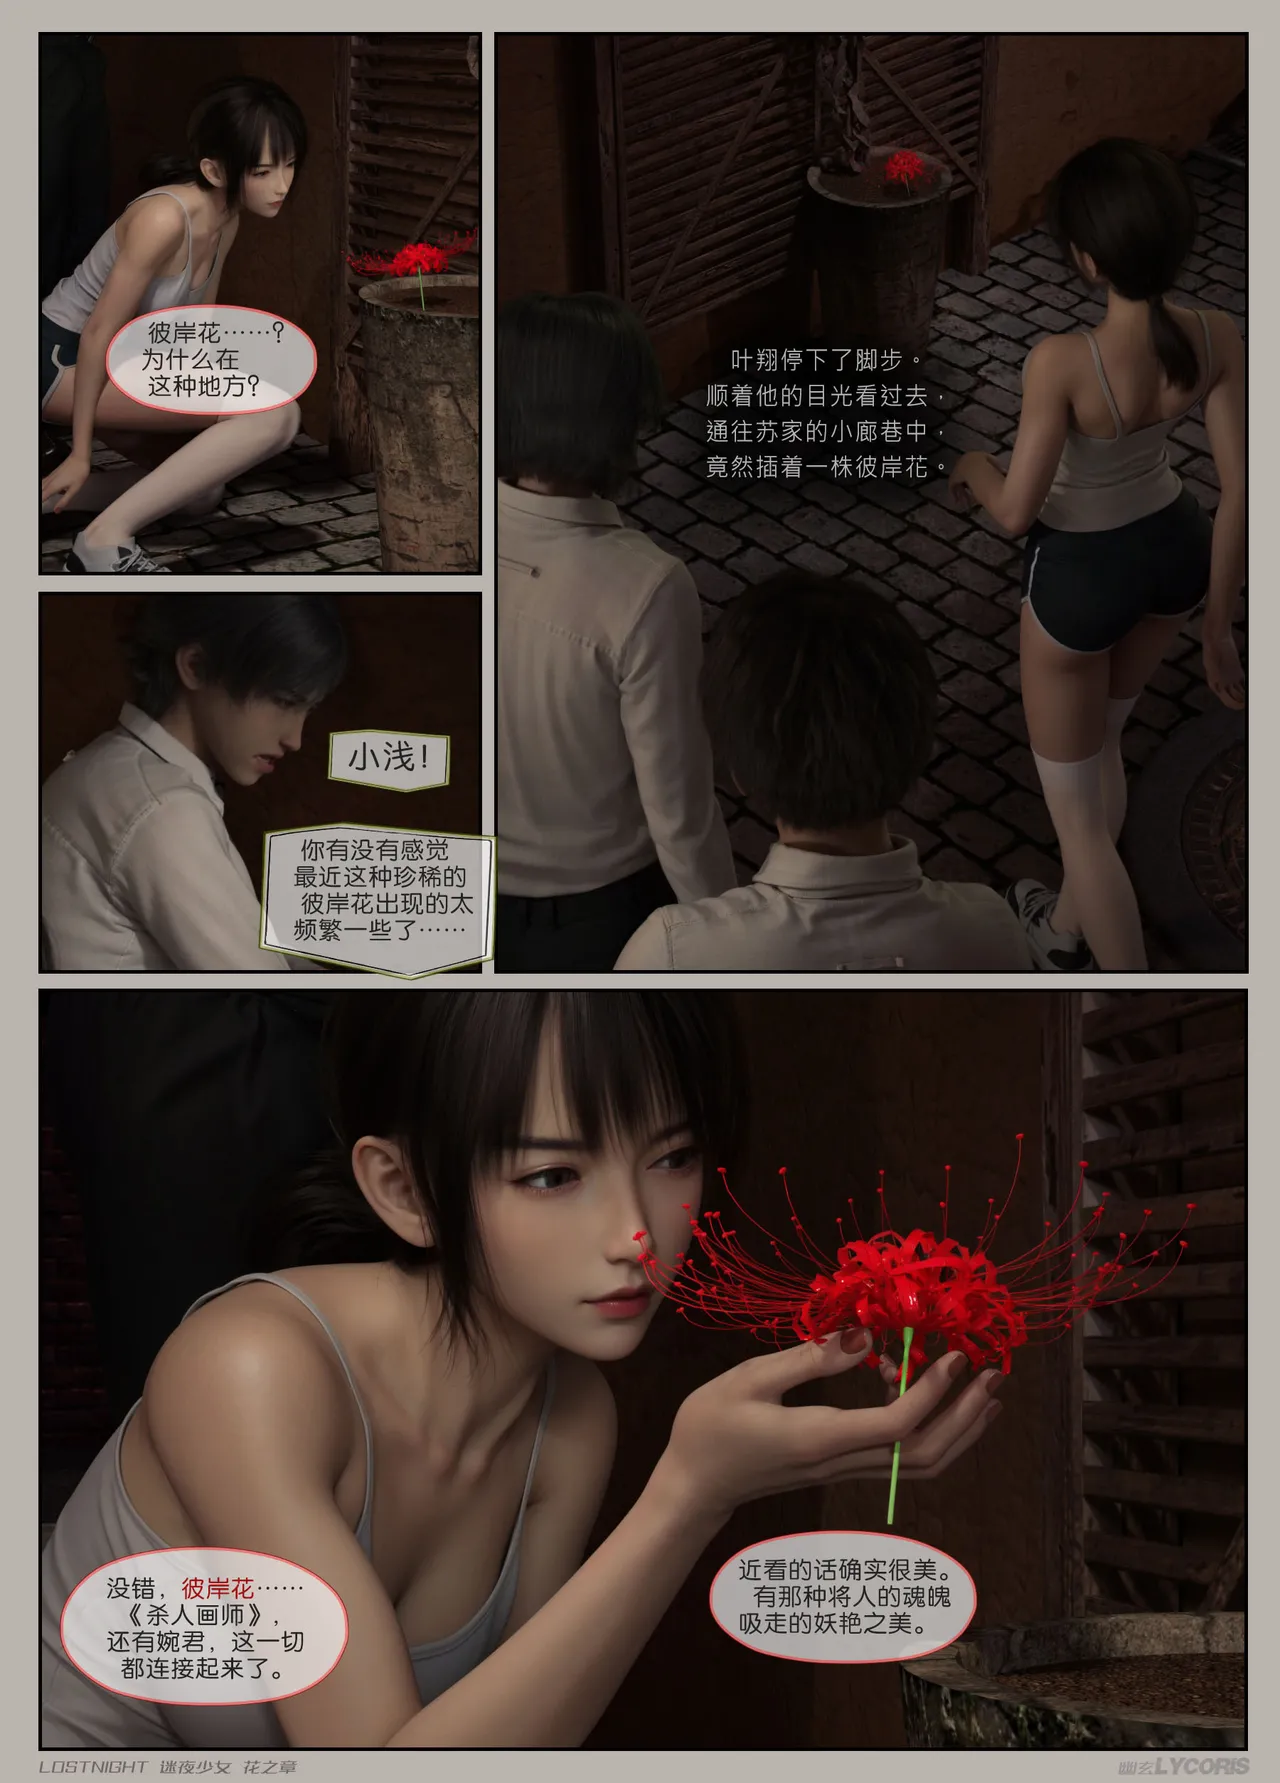 彼岸花……？
为什么在
这种地方？
叶翔停下了脚步。
顺着他的目光看过去，
通往苏家的小廊巷中，
竟然插着一株彼岸花。
小浅！
你有没有感觉
最近这种珍稀的
彼岸花出现的太
频繁一些了……
近看的话确实很美。
有那种将人的魂魄
吸走的妖艳之美。
没错，彼岸花……
《杀人画师》，
还有婉君，这一切
都连接起来了。
LOSTNIGHT 迷夜少女 花之章
幽玄LYCORIS